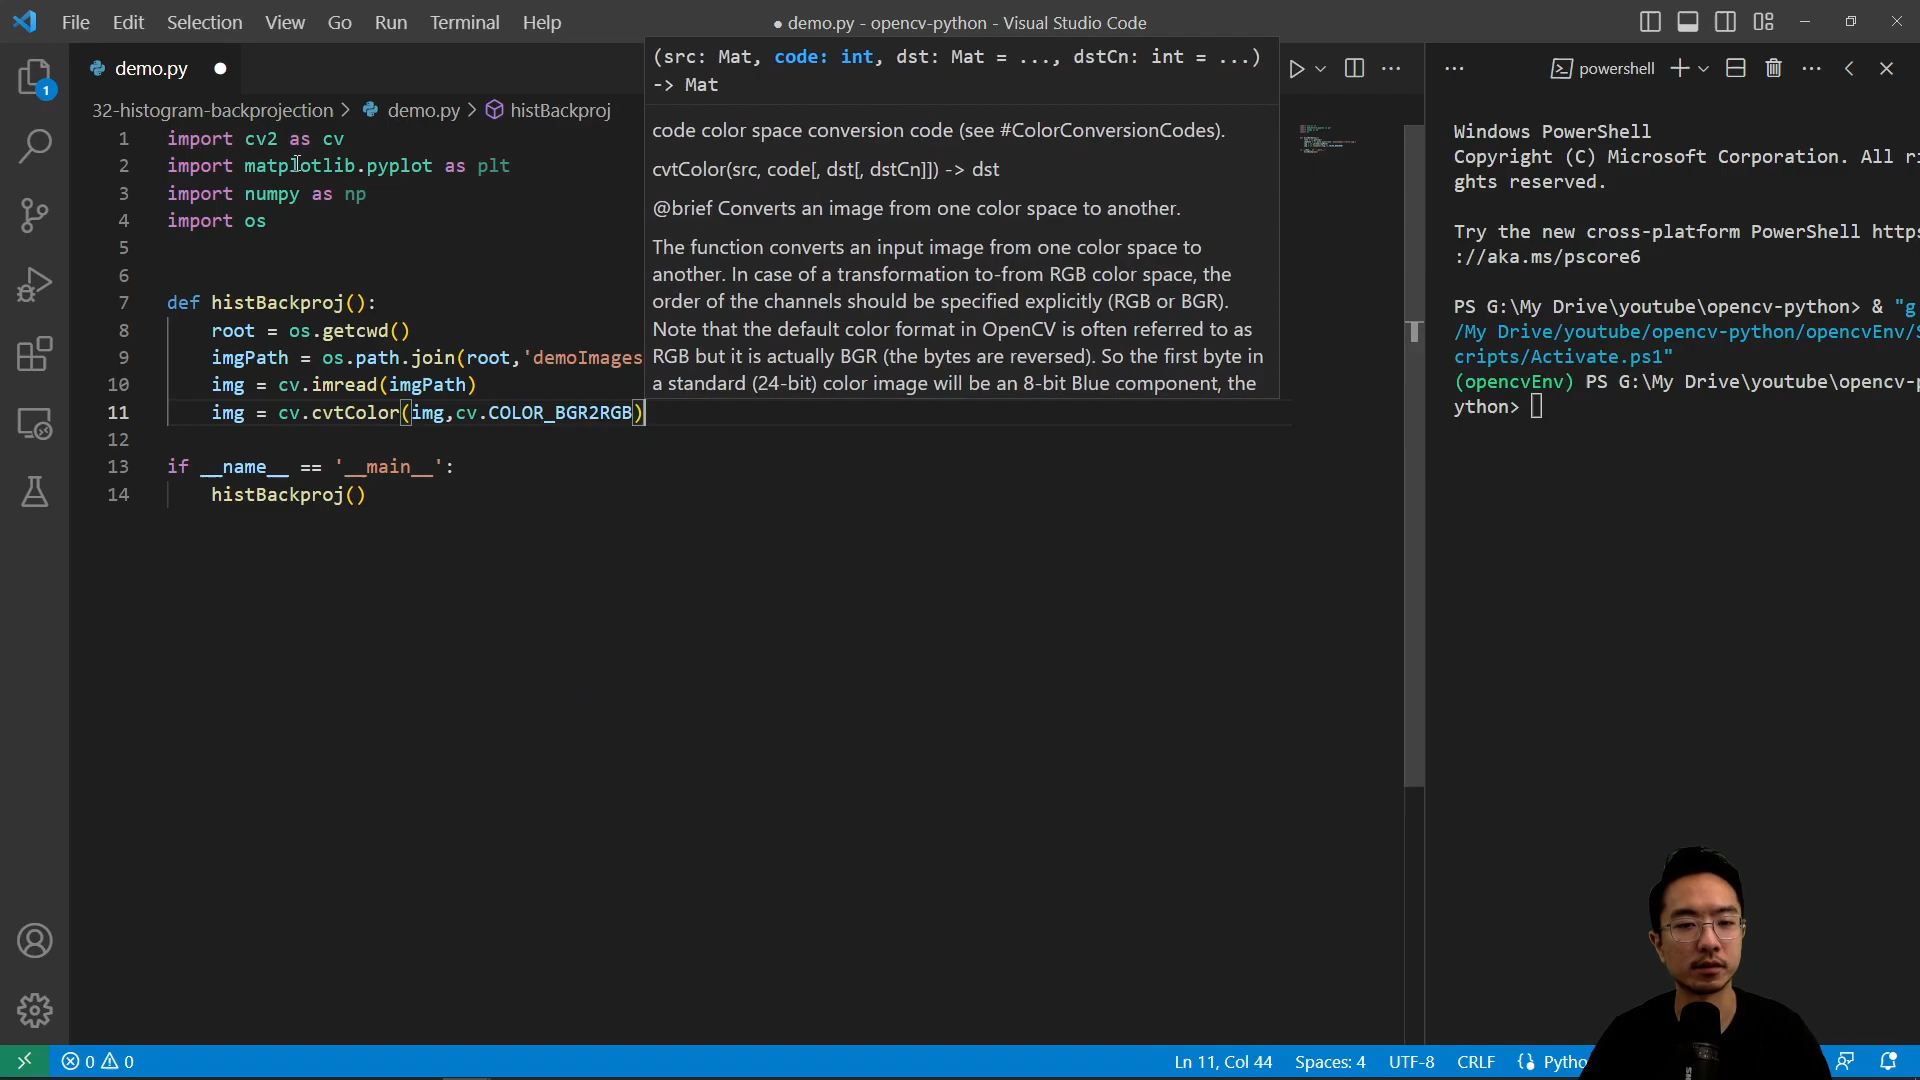 File Edit Selection View Go Run Terminal Help
● demo.py - opencv-python - Visual Studio Code
demo.py ●
32-histogram-backprojection > demo.py > histBackproj
1 import cv2 as cv
2 import matplotlib.pyplot as plt
3 import numpy as np
4 import os
5
6
7 def histBackproj():
8 root = os.getcwd()
9 imgPath = os.path.join(root,'demoImages
10 img = cv.imread(imgPath)
11 img = cv.cvtColor(img,cv.COLOR_BGR2RGB)
12
13 if __name__ == '__main__':
14 histBackproj()
(src: Mat, code: int, dst: Mat = ..., dstCn: int = ...)
-> Mat
code color space conversion code (see #ColorConversionCodes).
cvtColor(src, code[, dst[, dstCn]]) -> dst
@brief Converts an image from one color space to another.
The function converts an input image from one color space to
another. In case of a transformation to-from RGB color space, the
order of the channels should be specified explicitly (RGB or BGR).
Note that the default color format in OpenCV is often referred to as
RGB but it is actually BGR (the bytes are reversed). So the first byte in
a standard (24-bit) color image will be an 8-bit Blue component, the
powershell
Windows PowerShell
Copyright (C) Microsoft Corporation. All ri
ghts reserved.
Try the new cross-platform PowerShell https
://aka.ms/pscore6
PS G:\My Drive\youtube\opencv-python> & "g
/My Drive/youtube/opencv-python/opencvEnv/S
cripts/Activate.ps1"
(opencvEnv) PS G:\My Drive\youtube\opencv-p
ython>
1
0 0
Ln 11, Col 44 Spaces: 4 UTF-8 CRLF Pytho